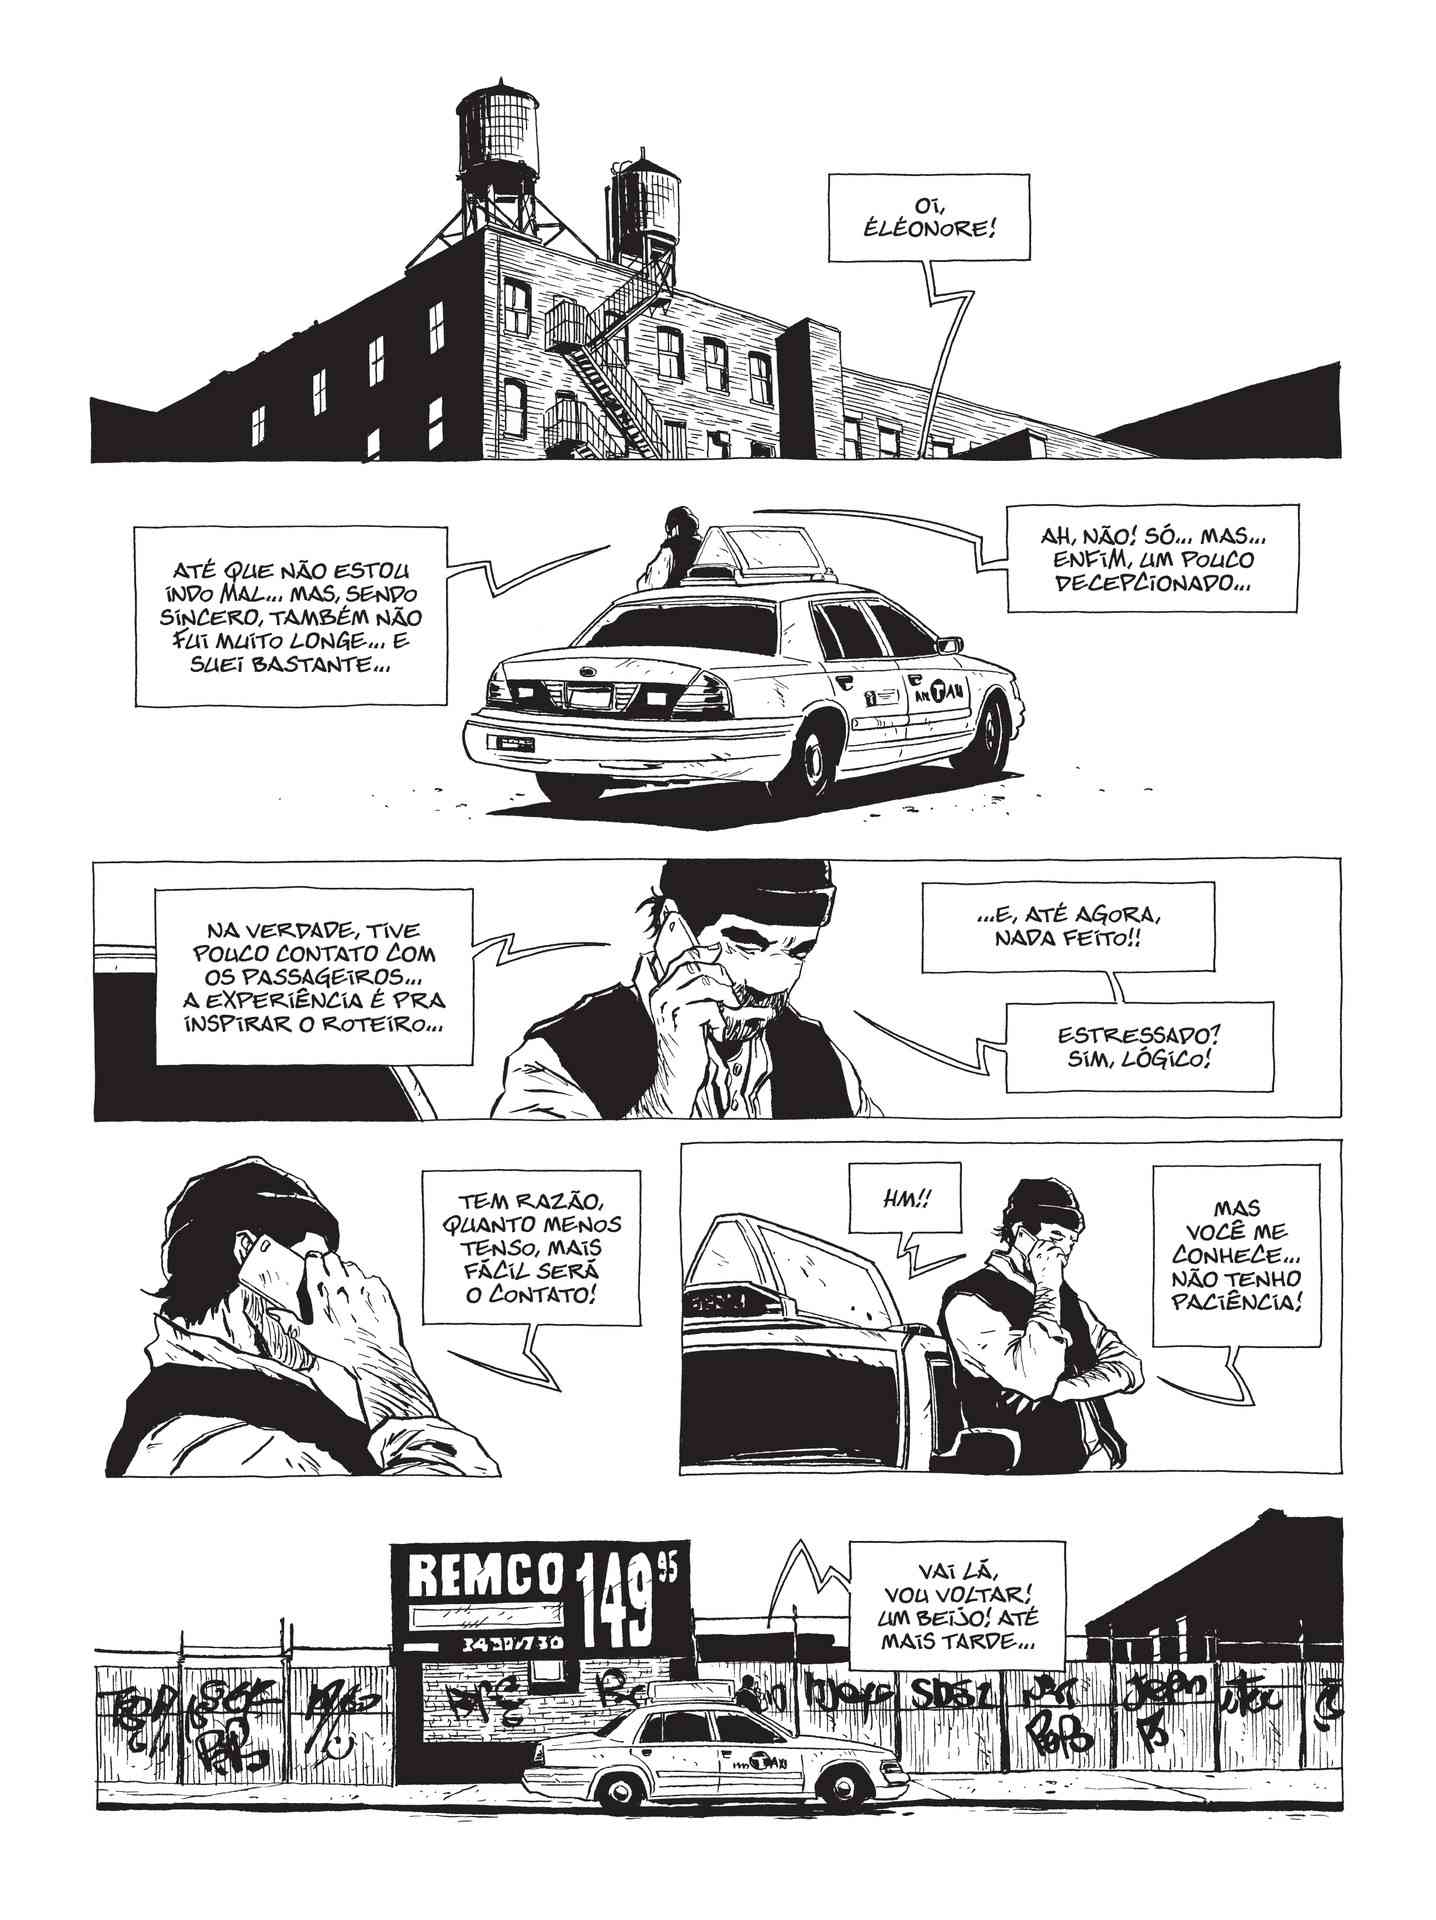 OI,
ÉLÉONORE!
ATÉ QUE NÃO ESTOU
INDO MAL... MAS, SENDO
SINCERO, TAMBÉM NÃO
FUI MUITO LONGE... E
SUEI BASTANTE...
AH, NÃO! SÓ... MAS...
ENFIM, UM POUCO
DECEPCIONADO...
NA VERDADE, TIVE
POUCO CONTATO COM
OS PASSAGEIROS...
A EXPERIÊNCIA É PRA
INSPIRAR O ROTEIRO...
...E, ATÉ AGORA,
NADA FEITO!!
ESTRESSADO?
SIM, LÓGICO!
TEM RAZÃO,
QUANTO MENOS
TENSO, MAIS
FÁCIL SERÁ
O CONTATO!
HM!!
MAS
VOCÊ ME
CONHECE...
NÃO TENHO
PACIÊNCIA!
VAI LÁ,
VOU VOLTAR!
UM BEIJO! ATÉ
MAIS TARDE...
REMCO 149 95